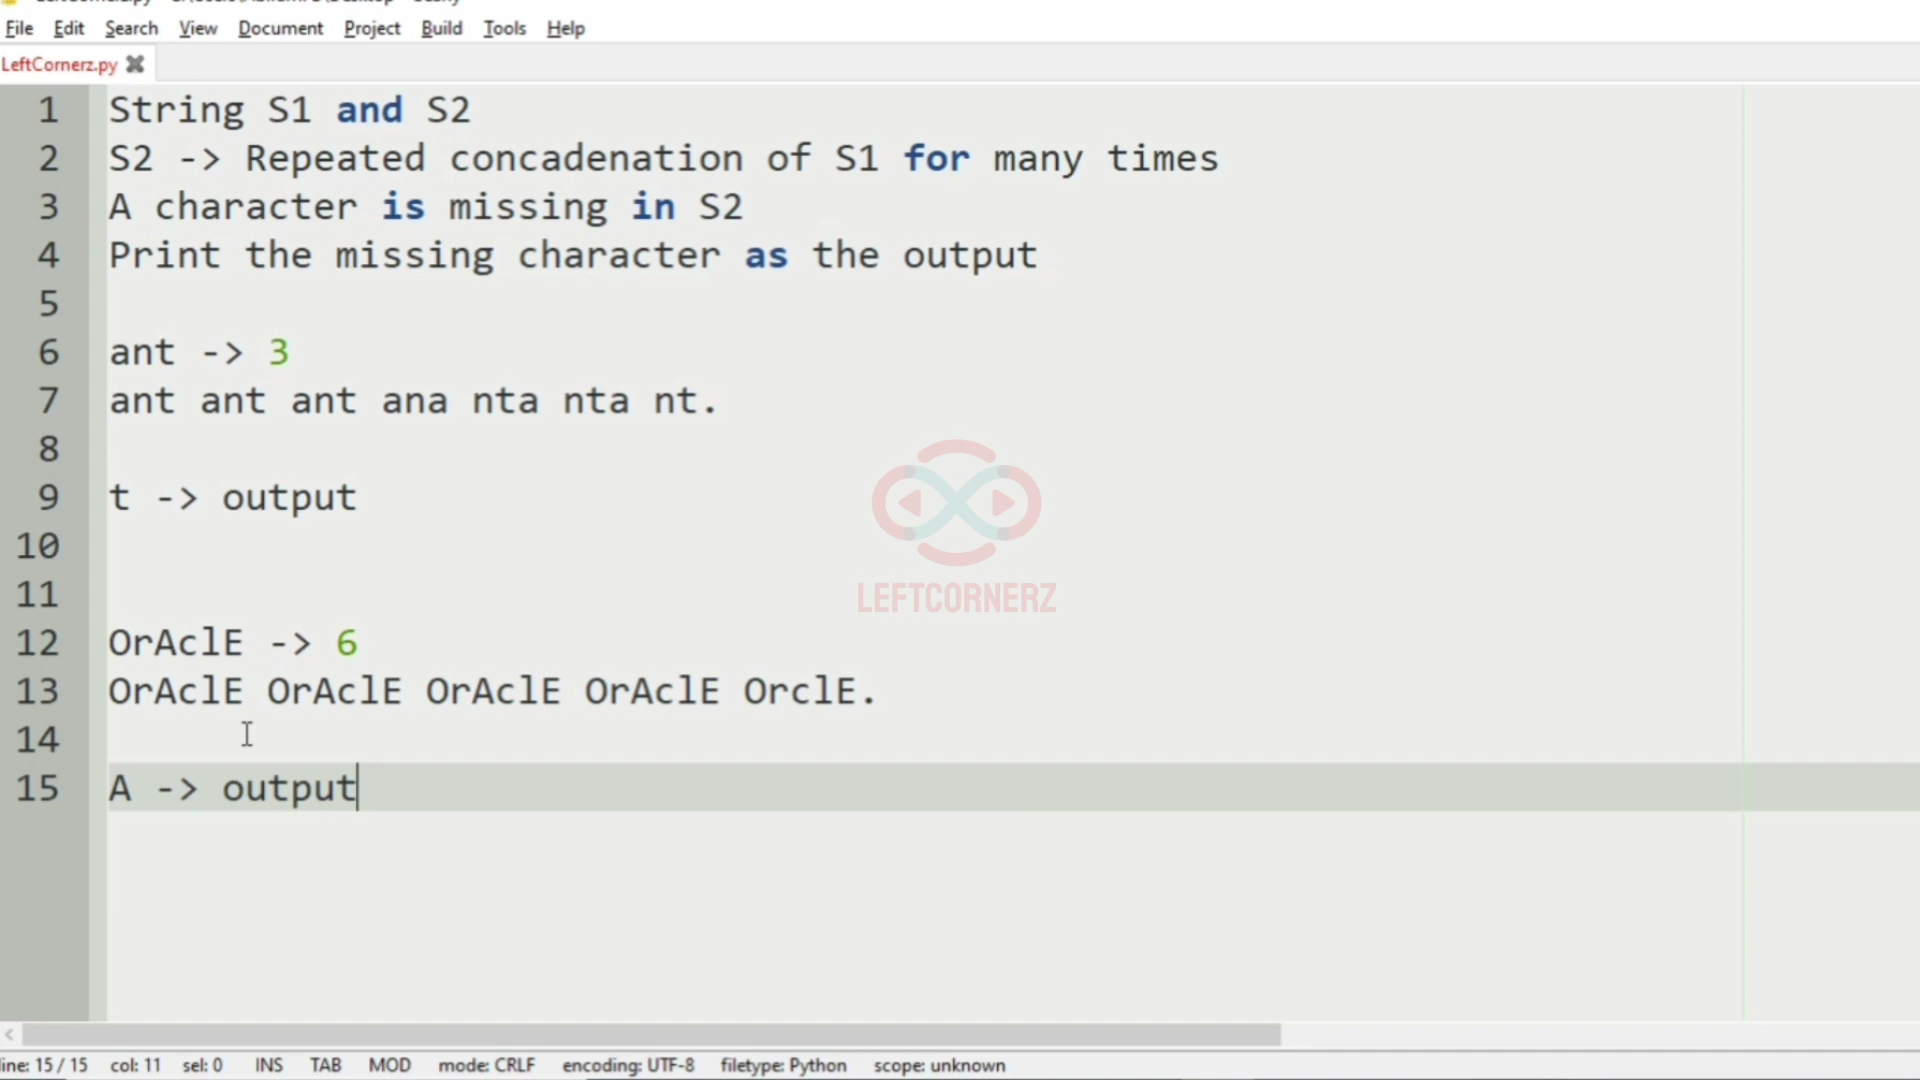 File Edit Search View Document Project Build Tools Help
LeftCornerz.py
1 String S1 and S2
2 S2 -> Repeated concadenation of S1 for many times
3 A character is missing in S2
4 Print the missing character as the output
5
6 ant -> 3
7 ant ant ant ana nta nta nt.
8
9 t -> output
10
11
12 OrAclE -> 6
13 OrAclE OrAclE OrAclE OrAclE OrclE.
14
15 A -> output
LEFTCORNERZ
line: 15 / 15 col: 11 sel: 0 INS TAB MOD mode: CRLF encoding: UTF-8 filetype: Python scope: unknown